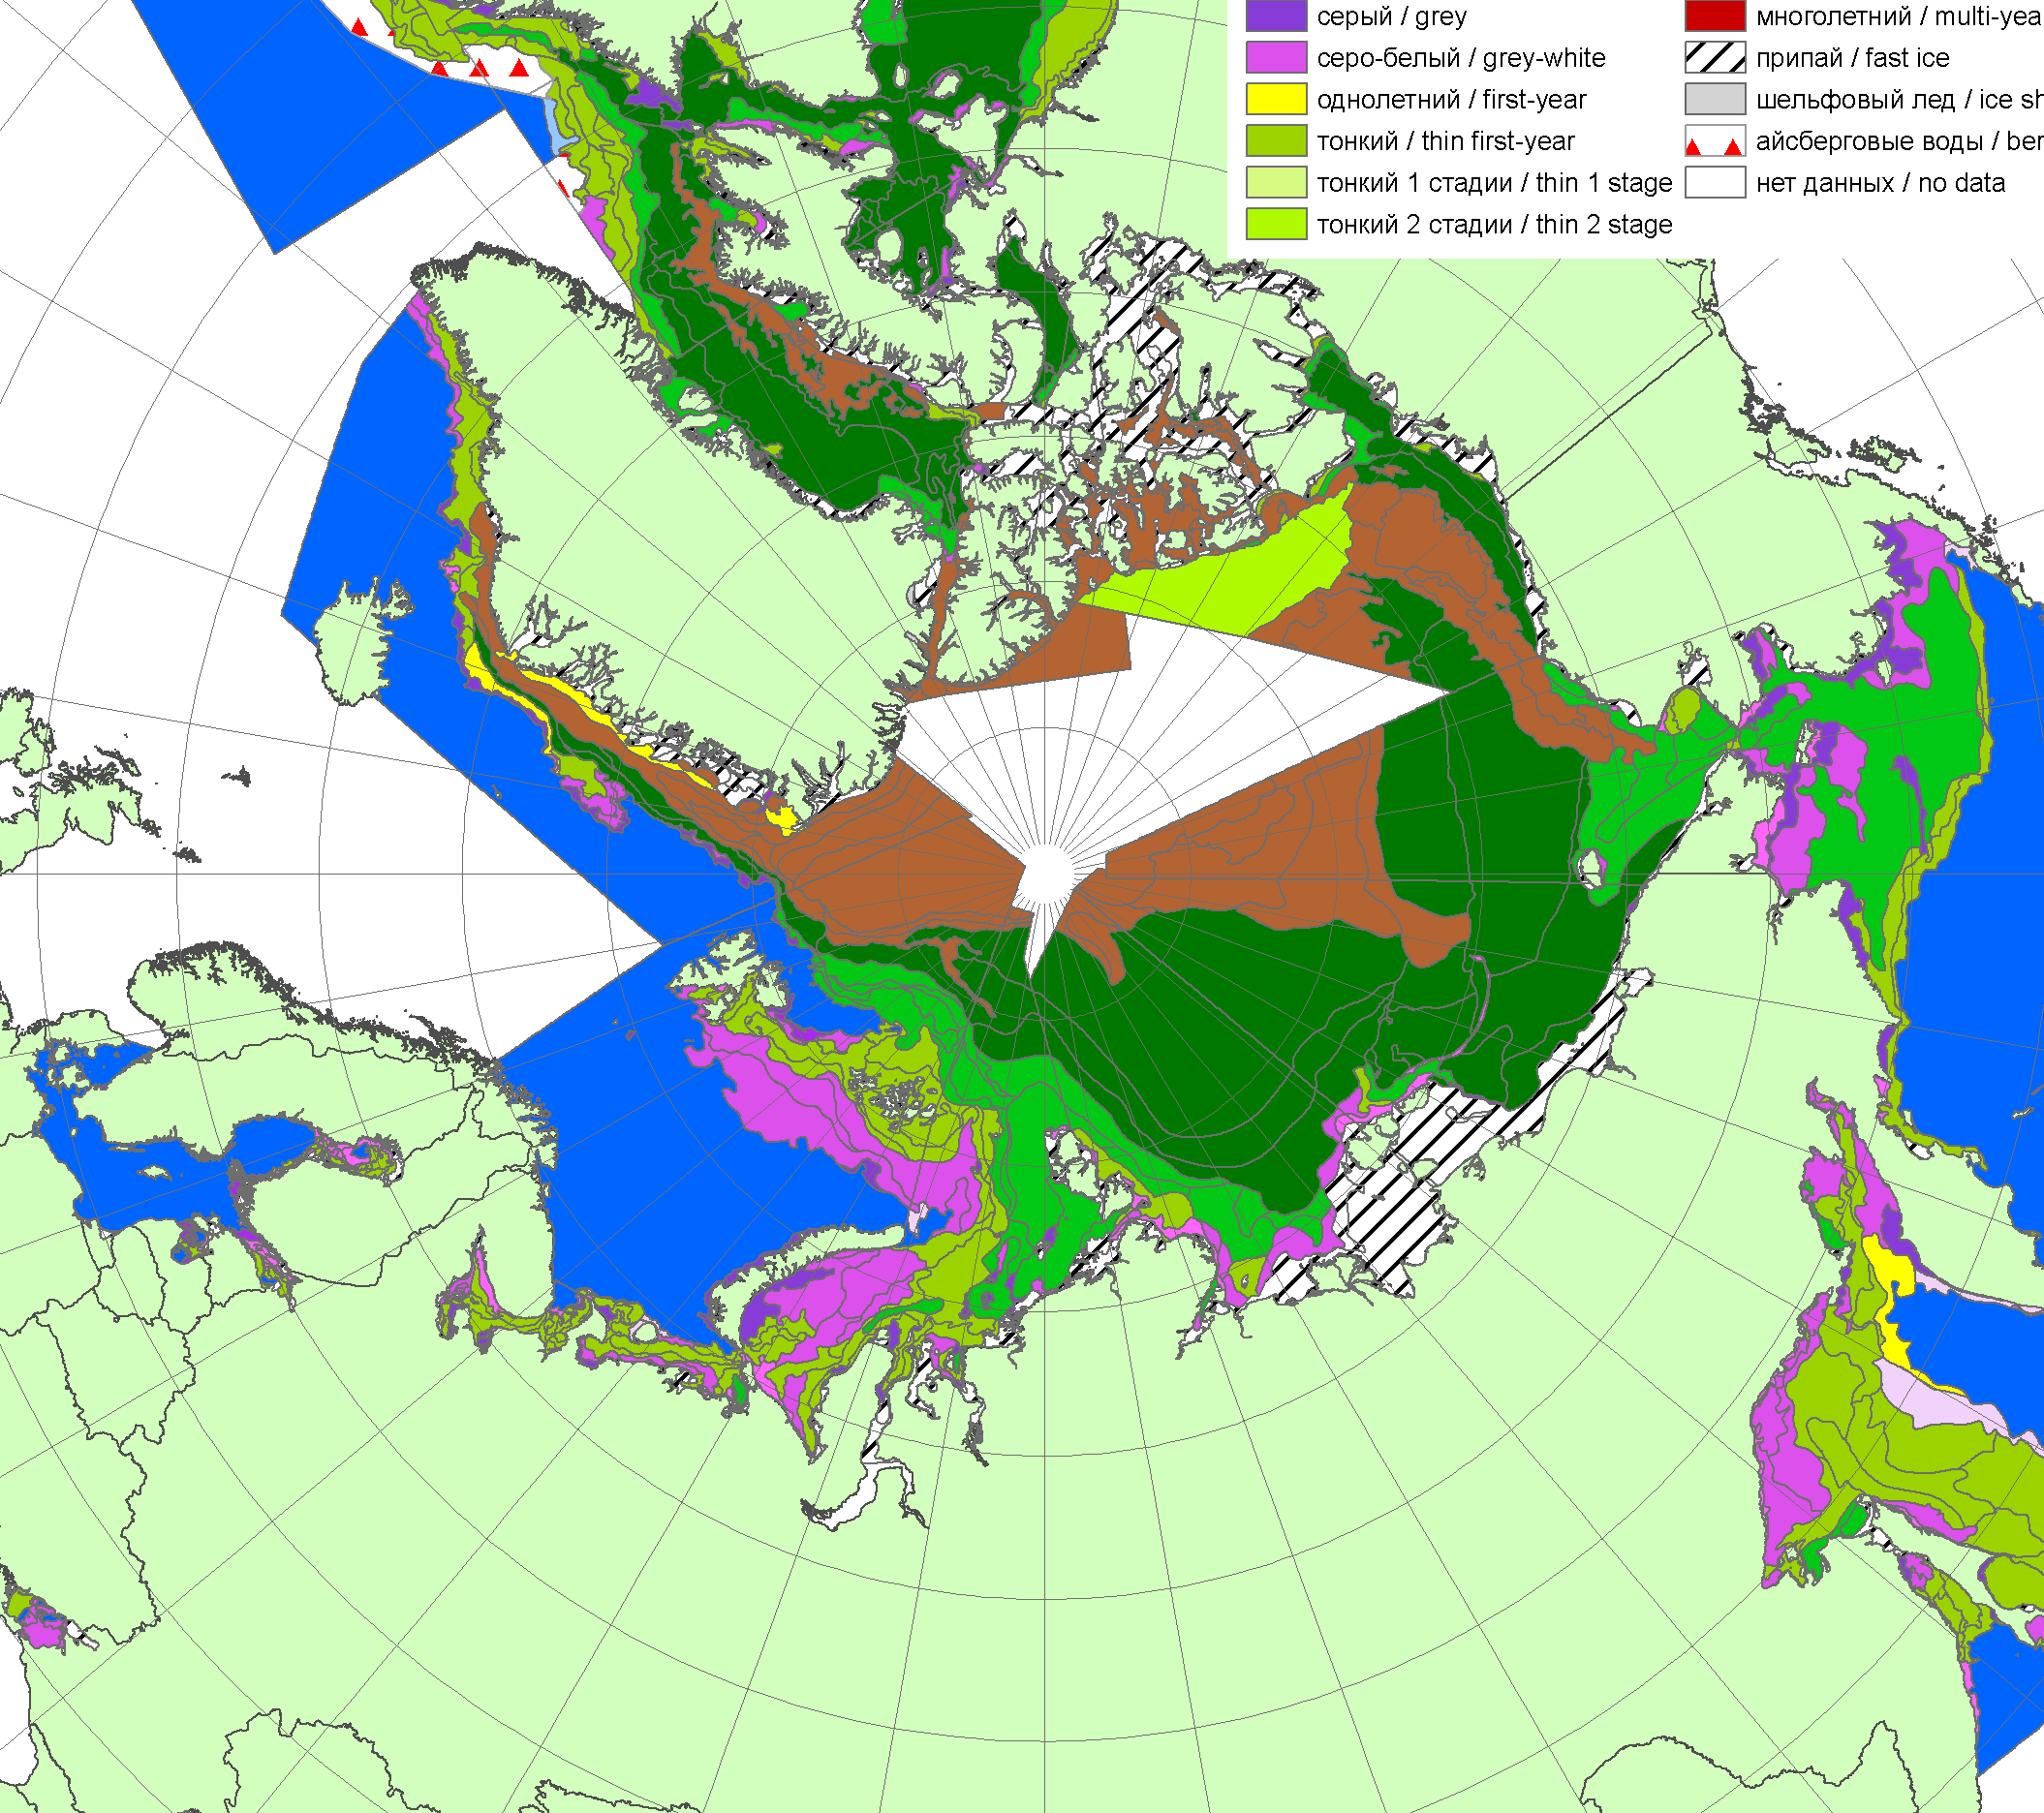 серый / grey
серо-белый / grey-white
однолетний / first-year
тонкий / thin first-year
тонкий 1 стадии / thin 1 stage
тонкий 2 стадии / thin 2 stage
многолетний / multi-yea
припай / fast ice
шельфовый лед / ice sh
айсберговые воды / ber
нет данных / no data